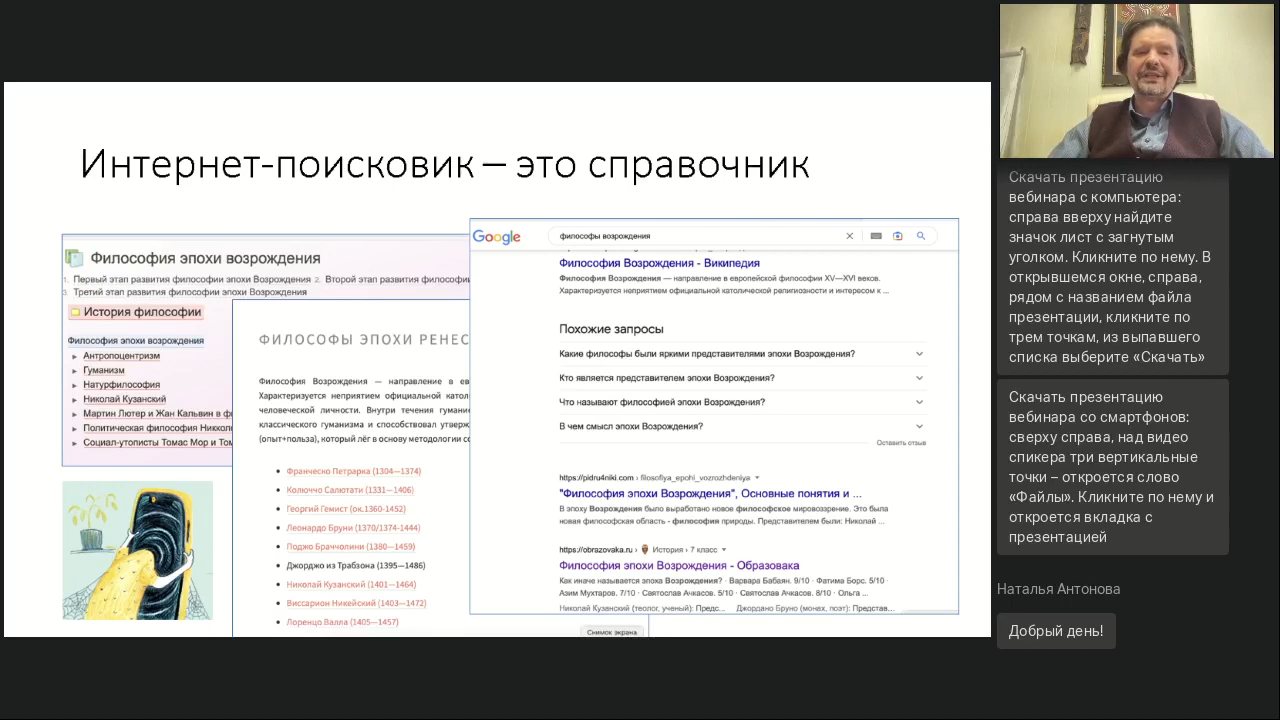 Интернет-поисковик – это справочник
Философия эпохи возрождения
1. Первый этап развития философии эпохи Возрождения 2. Второй этап развития
3. Третий этап развития философии эпохи Возрождения
История философии
Философия эпохи возрождения
Антропоцентризм
Гуманизм
Натурфилософия
Николай Кузанский
Мартин Лютер и Жан Кальвин в
Политическая философия
Социал-утописты Томас Мор и
ФИЛОСОФЫ ЭПОХИ РЕНЕС
Философия Возрождения — направление в
Характеризуется неприятием официальной
человеческой личности. Внутри течения
классического гуманизма и способствовал
(опыт+польза), который лёг в основу методологии
Франческо Петрарка (1304—1374)
Колюччо Салютати (1331—1406)
Георгий Гемист (ок.1360-1452)
Леонардо Бруни (1370/1374-1444)
Поджо Браччолини (1380—1459)
Джорджо из Трабзона (1395—1486)
Николай Кузанский (1401—1464)
Виссарион Никейский (1403—1472)
Лоренцо Валла (1405—1457)
Снимок экрана
Google
философы возрождения
Философия Возрождения - Википедия
Философия Возрождения — направление в европейской философии XV—XVI веков.
Характеризуется неприятием официальной католической религиозности и интересом к ...
Похожие запросы
Какие философы были яркими представителями эпохи Возрождения?
Кто является представителем эпохи Возрождения?
Что называют философией эпохи Возрождения?
В чем смысл эпохи Возрождения?
Оставить отзыв
https://pidru4niki.com › filosofiya_epohi_vozrozhdeniya
"Философия эпохи Возрождения", Основные понятия и ...
В эпоху Возрождения было выработано новое философское мировоззрение. Это была
новая философская область - философия природы. Представителем были: Николай ...
https://obrazovaka.ru › История › 7 класс
Философия эпохи Возрождения - Образовака
Как иначе называется эпоха Возрождения? · Варвара Бабаян. 9/10 · Фатима Борс. 5/10 ·
Азим Мухтаров. 7/10 · Святослав Ачкасов. 5/10 · Святослав Ачкасов. 8/10 · Ольга ...
Николай Кузанский (теолог, ученый): Предс... Джордано Бруно (монах, поэт): Представ...
Скачать презентацию
вебинара с компьютера:
справа вверху найдите
значок лист с загнутым
уголком. Кликните по нему. В
открывшемся окне, справа,
рядом с названием файла
презентации, кликните по
трем точкам, из выпавшего
списка выберите «Скачать»
Скачать презентацию
вебинара со смартфонов:
сверху справа, над видео
спикера три вертикальные
точки – откроется слово
«Файлы». Кликните по нему и
откроется вкладка с
презентацией
Наталья Антонова
Добрый день!